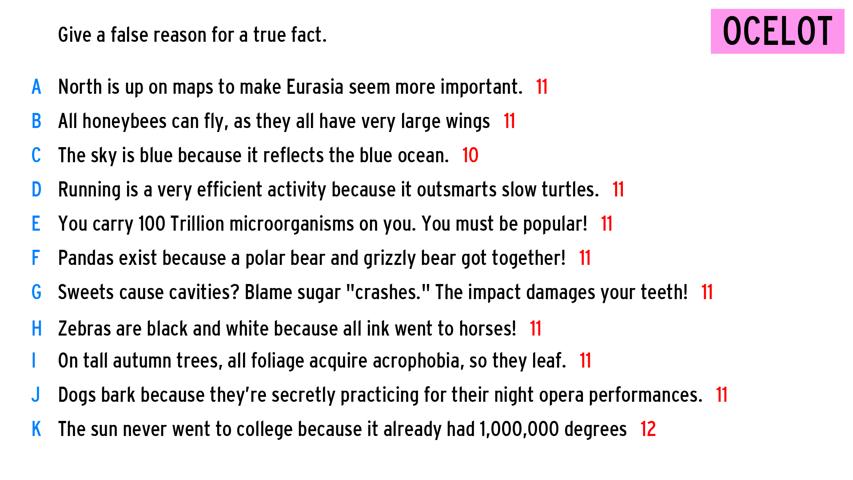 Give a false reason for a true fact.
OCELOT
A North is up on maps to make Eurasia seem more important. 11
B All honeybees can fly, as they all have very large wings 11
C The sky is blue because it reflects the blue ocean. 10
D Running is a very efficient activity because it outsmarts slow turtles. 11
E You carry 100 Trillion microorganisms on you. You must be popular! 11
F Pandas exist because a polar bear and grizzly bear got together! 11
G Sweets cause cavities? Blame sugar "crashes." The impact damages your teeth! 11
H Zebras are black and white because all ink went to horses! 11
I On tall autumn trees, all foliage acquire acrophobia, so they leaf. 11
J Dogs bark because they're secretly practicing for their night opera performances. 11
K The sun never went to college because it already had 1,000,000 degrees 12